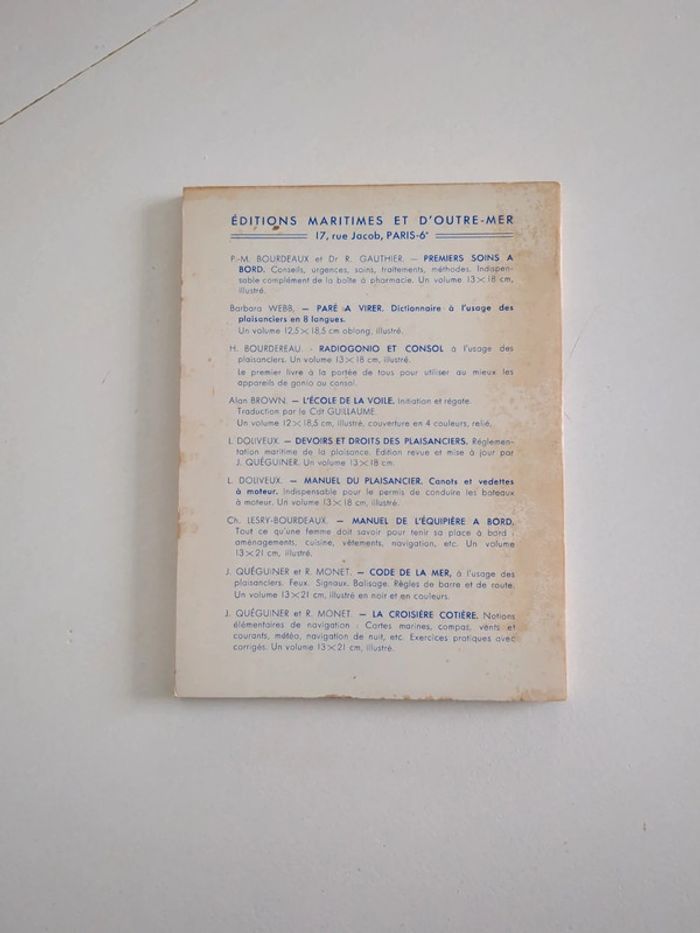 ÉDITIONS MARITIMES ET D'OUTRE-MER
17, rue Jacob, PARIS-6e
P.-M. BOURDEAUX et Dr R. GAUTHIER. — PREMIERS SOINS A
BORD. Conseils, urgences, soins, traitements, méthodes. Indispen-
sable complément de la boîte à pharmacie. Un volume 13×18 cm,
illustré.
Barbara WEBB. — PARÉ A VIRER. Dictionnaire à l'usage des
plaisanciers en 8 langues.
Un volume 12,5×18,5 cm oblong, illustré.
H. BOURDEREAU. - RADIOGONIO ET CONSOL à l'usage des
plaisanciers. Un volume 13×18 cm, illustré.
Le premier livre à la portée de tous pour utiliser au mieux les
appareils de gonio ou consol.
Alan BROWN. — L'ÉCOLE DE LA VOILE. Initiation et régate.
Traduction par le Cdt GUILLAUME.
Un volume 12×18,5 cm, illustré, couverture en 4 couleurs, relié.
L. DOLIVEUX. — DEVOIRS ET DROITS DES PLAISANCIERS. Réglemen-
tation maritime de la plaisance. Edition revue et mise à jour par
J. QUÉGUINER. Un volume 13×18 cm.
L. DOLIVEUX. — MANUEL DU PLAISANCIER. Canots et vedettes
à moteur. Indispensable pour le permis de conduire les bateaux
à moteur. Un volume 13×18 cm, illustré.
Ch. LESRY-BOURDEAUX. — MANUEL DE L'ÉQUIPIÈRE A BORD.
Tout ce qu'une femme doit savoir pour tenir sa place à bord :
aménagements, cuisine, vêtements, navigation, etc. Un volume
13×21 cm, illustré.
J. QUÉGUINER et R. MONET. — CODE DE LA MER, à l'usage des
plaisanciers. Feux. Signaux. Balisage. Règles de barre et de route.
Un volume 13×21 cm, illustré en noir et en couleurs.
J. QUÉGUINER et R. MONET. — LA CROISIÈRE COTIÈRE. Notions
élémentaires de navigation : Cartes marines, compas, vents et
courants, météo, navigation de nuit, etc. Exercices pratiques avec
corrigés. Un volume 13×21 cm, illustré.